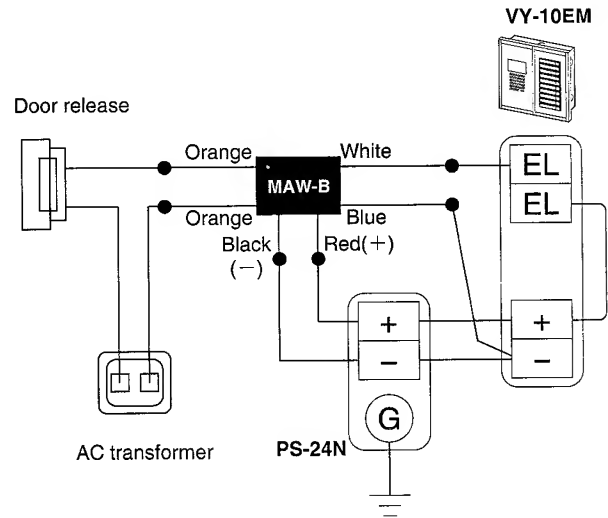 VY-10EM
Door release
Orange
White
EL
MAW-B
EL
Orange
Blue
Black
(−)
Red(+)
+
+
−
−
G
PS-24N
AC transformer